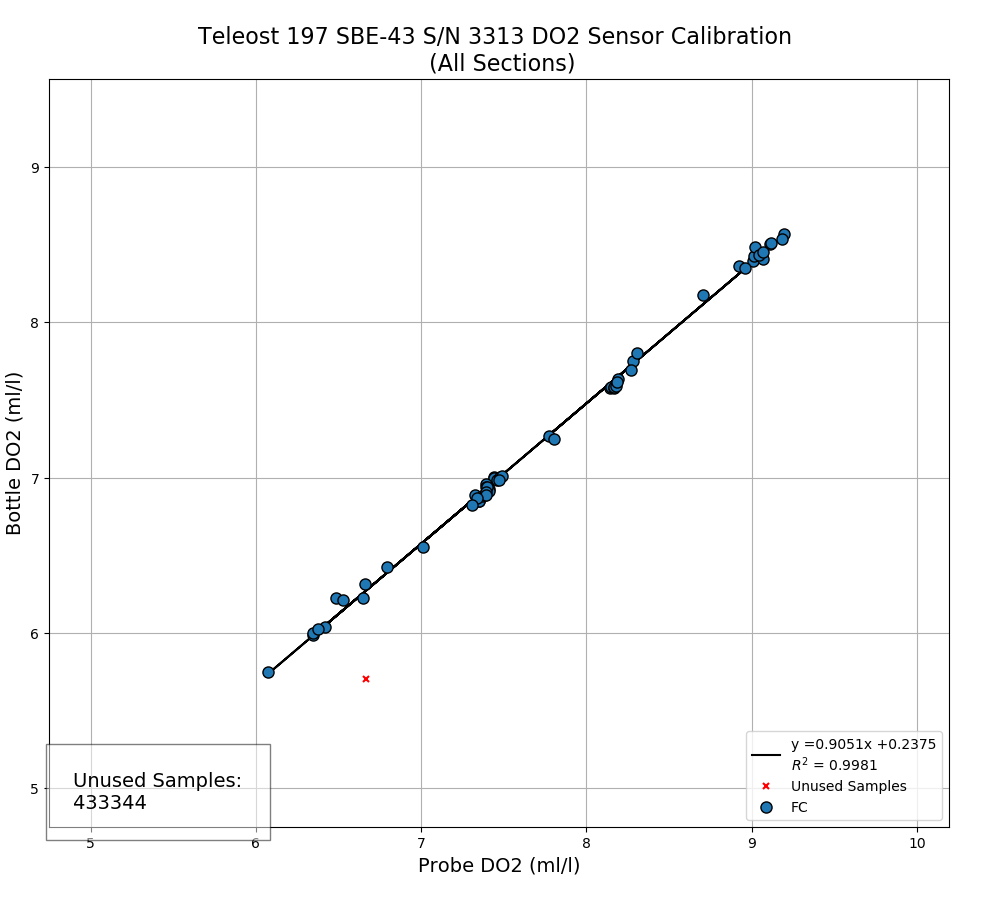 Teleost 197 SBE-43 S/N 3313 DO2 Sensor Calibration
(All Sections)
Bottle DO2 (ml/l)
9
8
7
6
5
Unused Samples:
433344
y =0.9051x +0.2375
R² = 0.9981
Unused Samples
FC
5 6 7 8 9 10
Probe DO2 (ml/l)